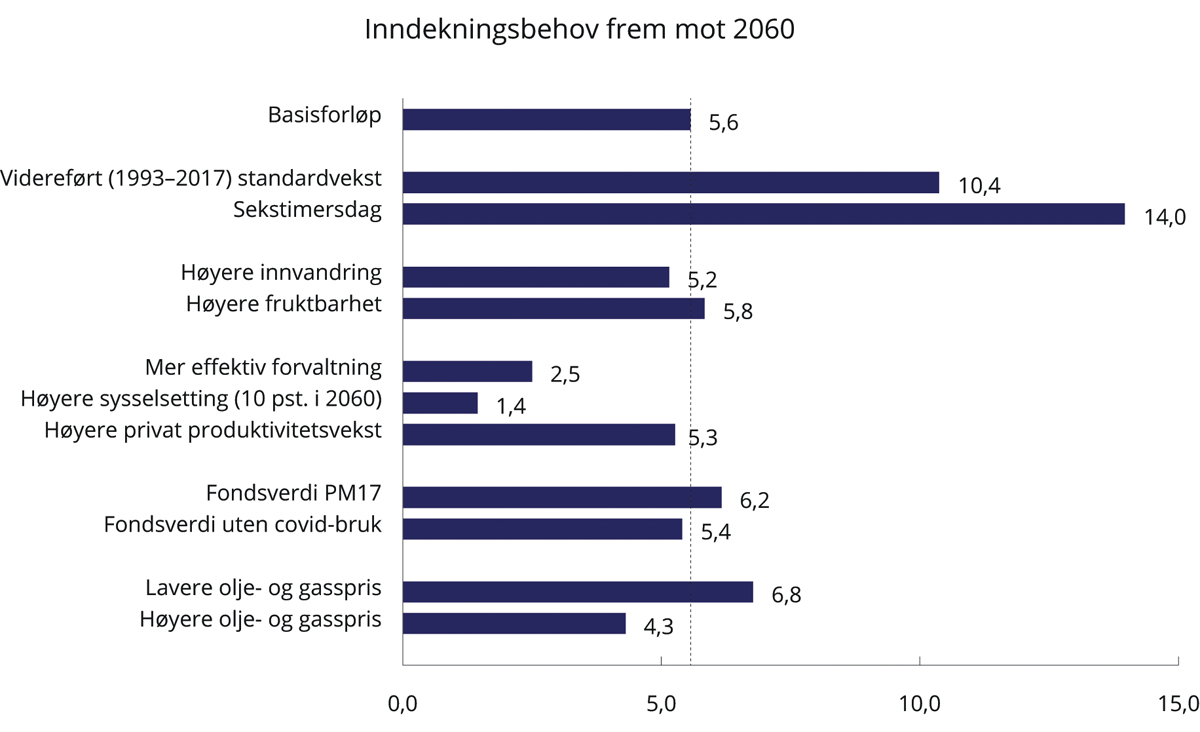 Inndekningsbehov frem mot 2060
Basisforløp 5,6
Videreført (1993–2017) standardvekst 10,4
Sekstimersdag 14,0
Høyere innvandring 5,2
Høyere fruktbarhet 5,8
Mer effektiv forvaltning 2,5
Høyere sysselsetting (10 pst. i 2060) 1,4
Høyere privat produktivitetsvekst 5,3
Fondsverdi PM17 6,2
Fondsverdi uten covid-bruk 5,4
Lavere olje- og gasspris 6,8
Høyere olje- og gasspris 4,3
0,0 5,0 10,0 15,0